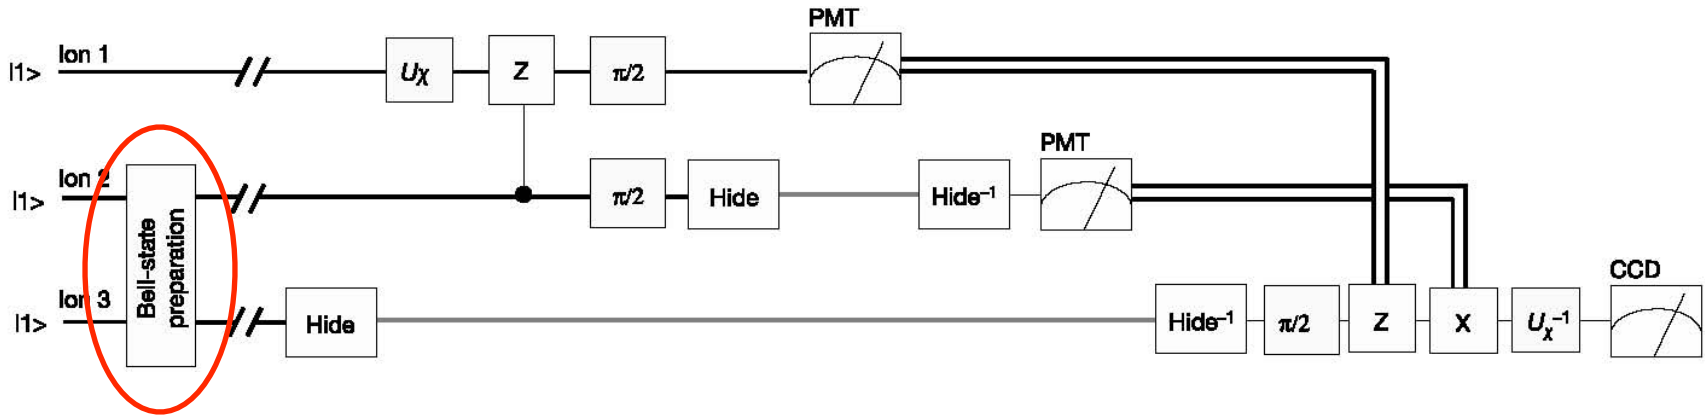 PMT
Ion 1
|1>
Uχ
Z
π/2
PMT
Ion 2
|1>
π/2
Hide
Hide⁻¹
Bell-state
preparation
CCD
Ion 3
|1>
Hide
Hide⁻¹
π/2
Z
X
Uχ⁻¹